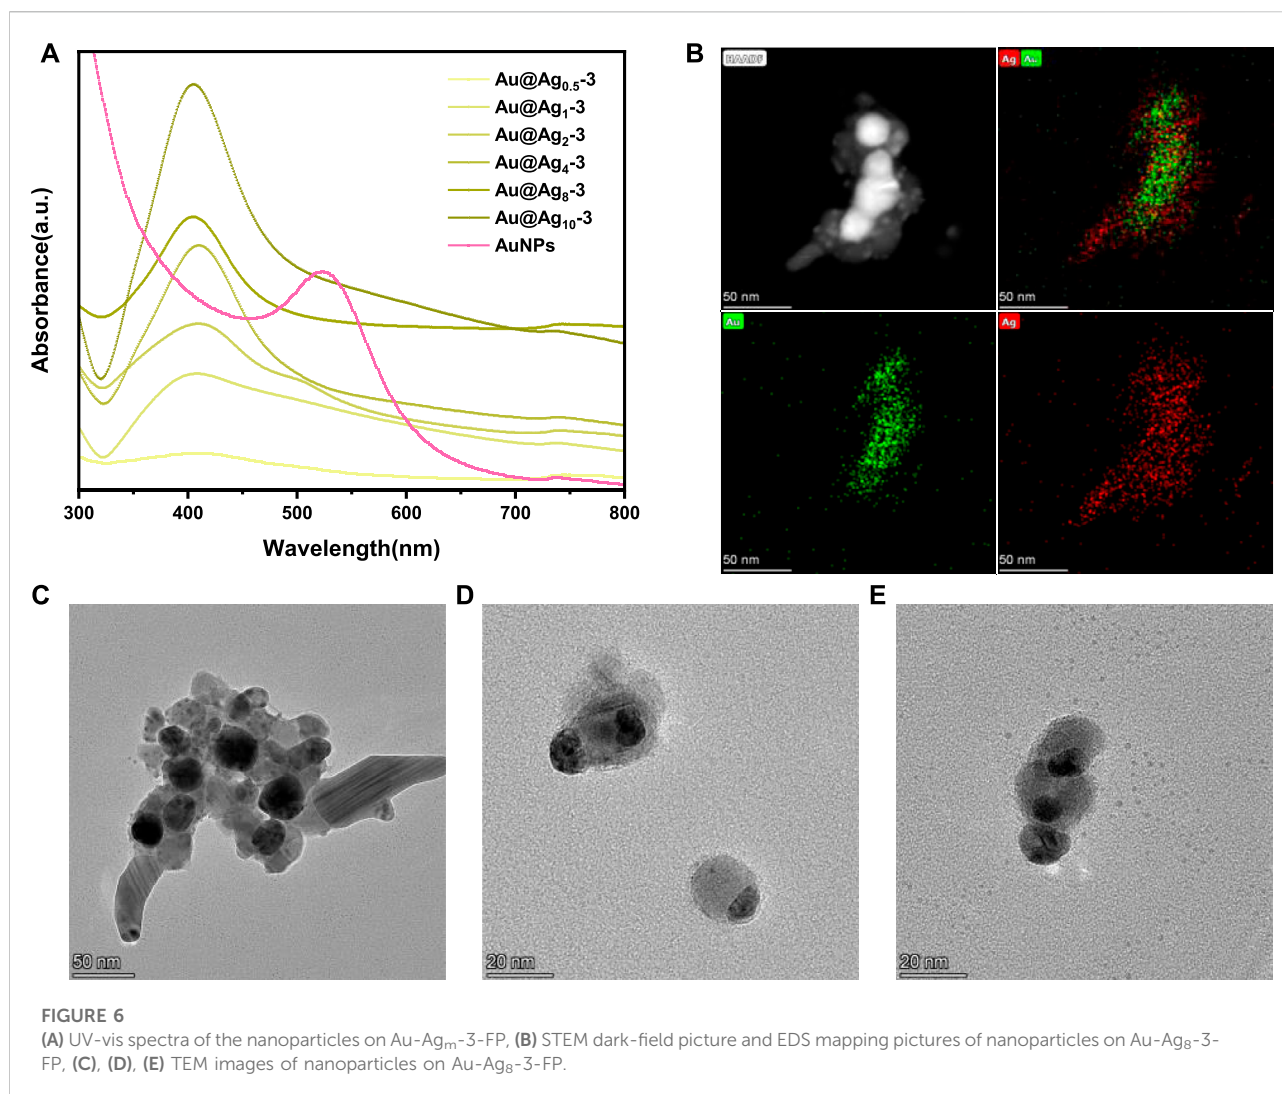 A
Absorbance(a.u.)
Au@Ag0.5-3
Au@Ag1-3
Au@Ag2-3
Au@Ag4-3
Au@Ag8-3
Au@Ag10-3
AuNPs
300 400 500 600 700 800
Wavelength(nm)
B
HAADF
50 nm
Ag Au
50 nm
Au
50 nm
Ag
50 nm
C
50 nm
D
20 nm
E
20 nm
FIGURE 6
(A) UV-vis spectra of the nanoparticles on Au-Agm-3-FP, (B) STEM dark-field picture and EDS mapping pictures of nanoparticles on Au-Ag8-3-
FP, (C), (D), (E) TEM images of nanoparticles on Au-Ag8-3-FP.